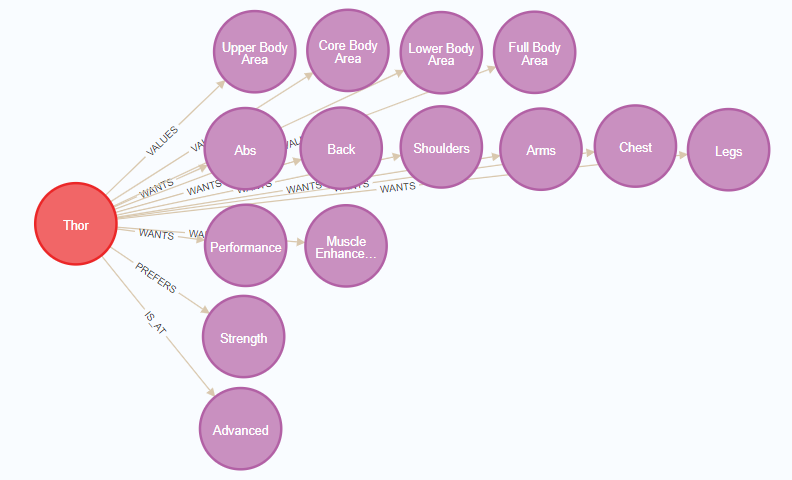 Upper Body
Area
Core Body
Area
Lower Body
Area
Full Body
Area
VALUES
Abs
Back
Shoulders
Arms
Chest
Legs
WANTS
WANTS
WANTS
WANTS
Thor
WANTS
Performance
Muscle
Enhance...
PREFERS
Strength
IS_AT
Advanced